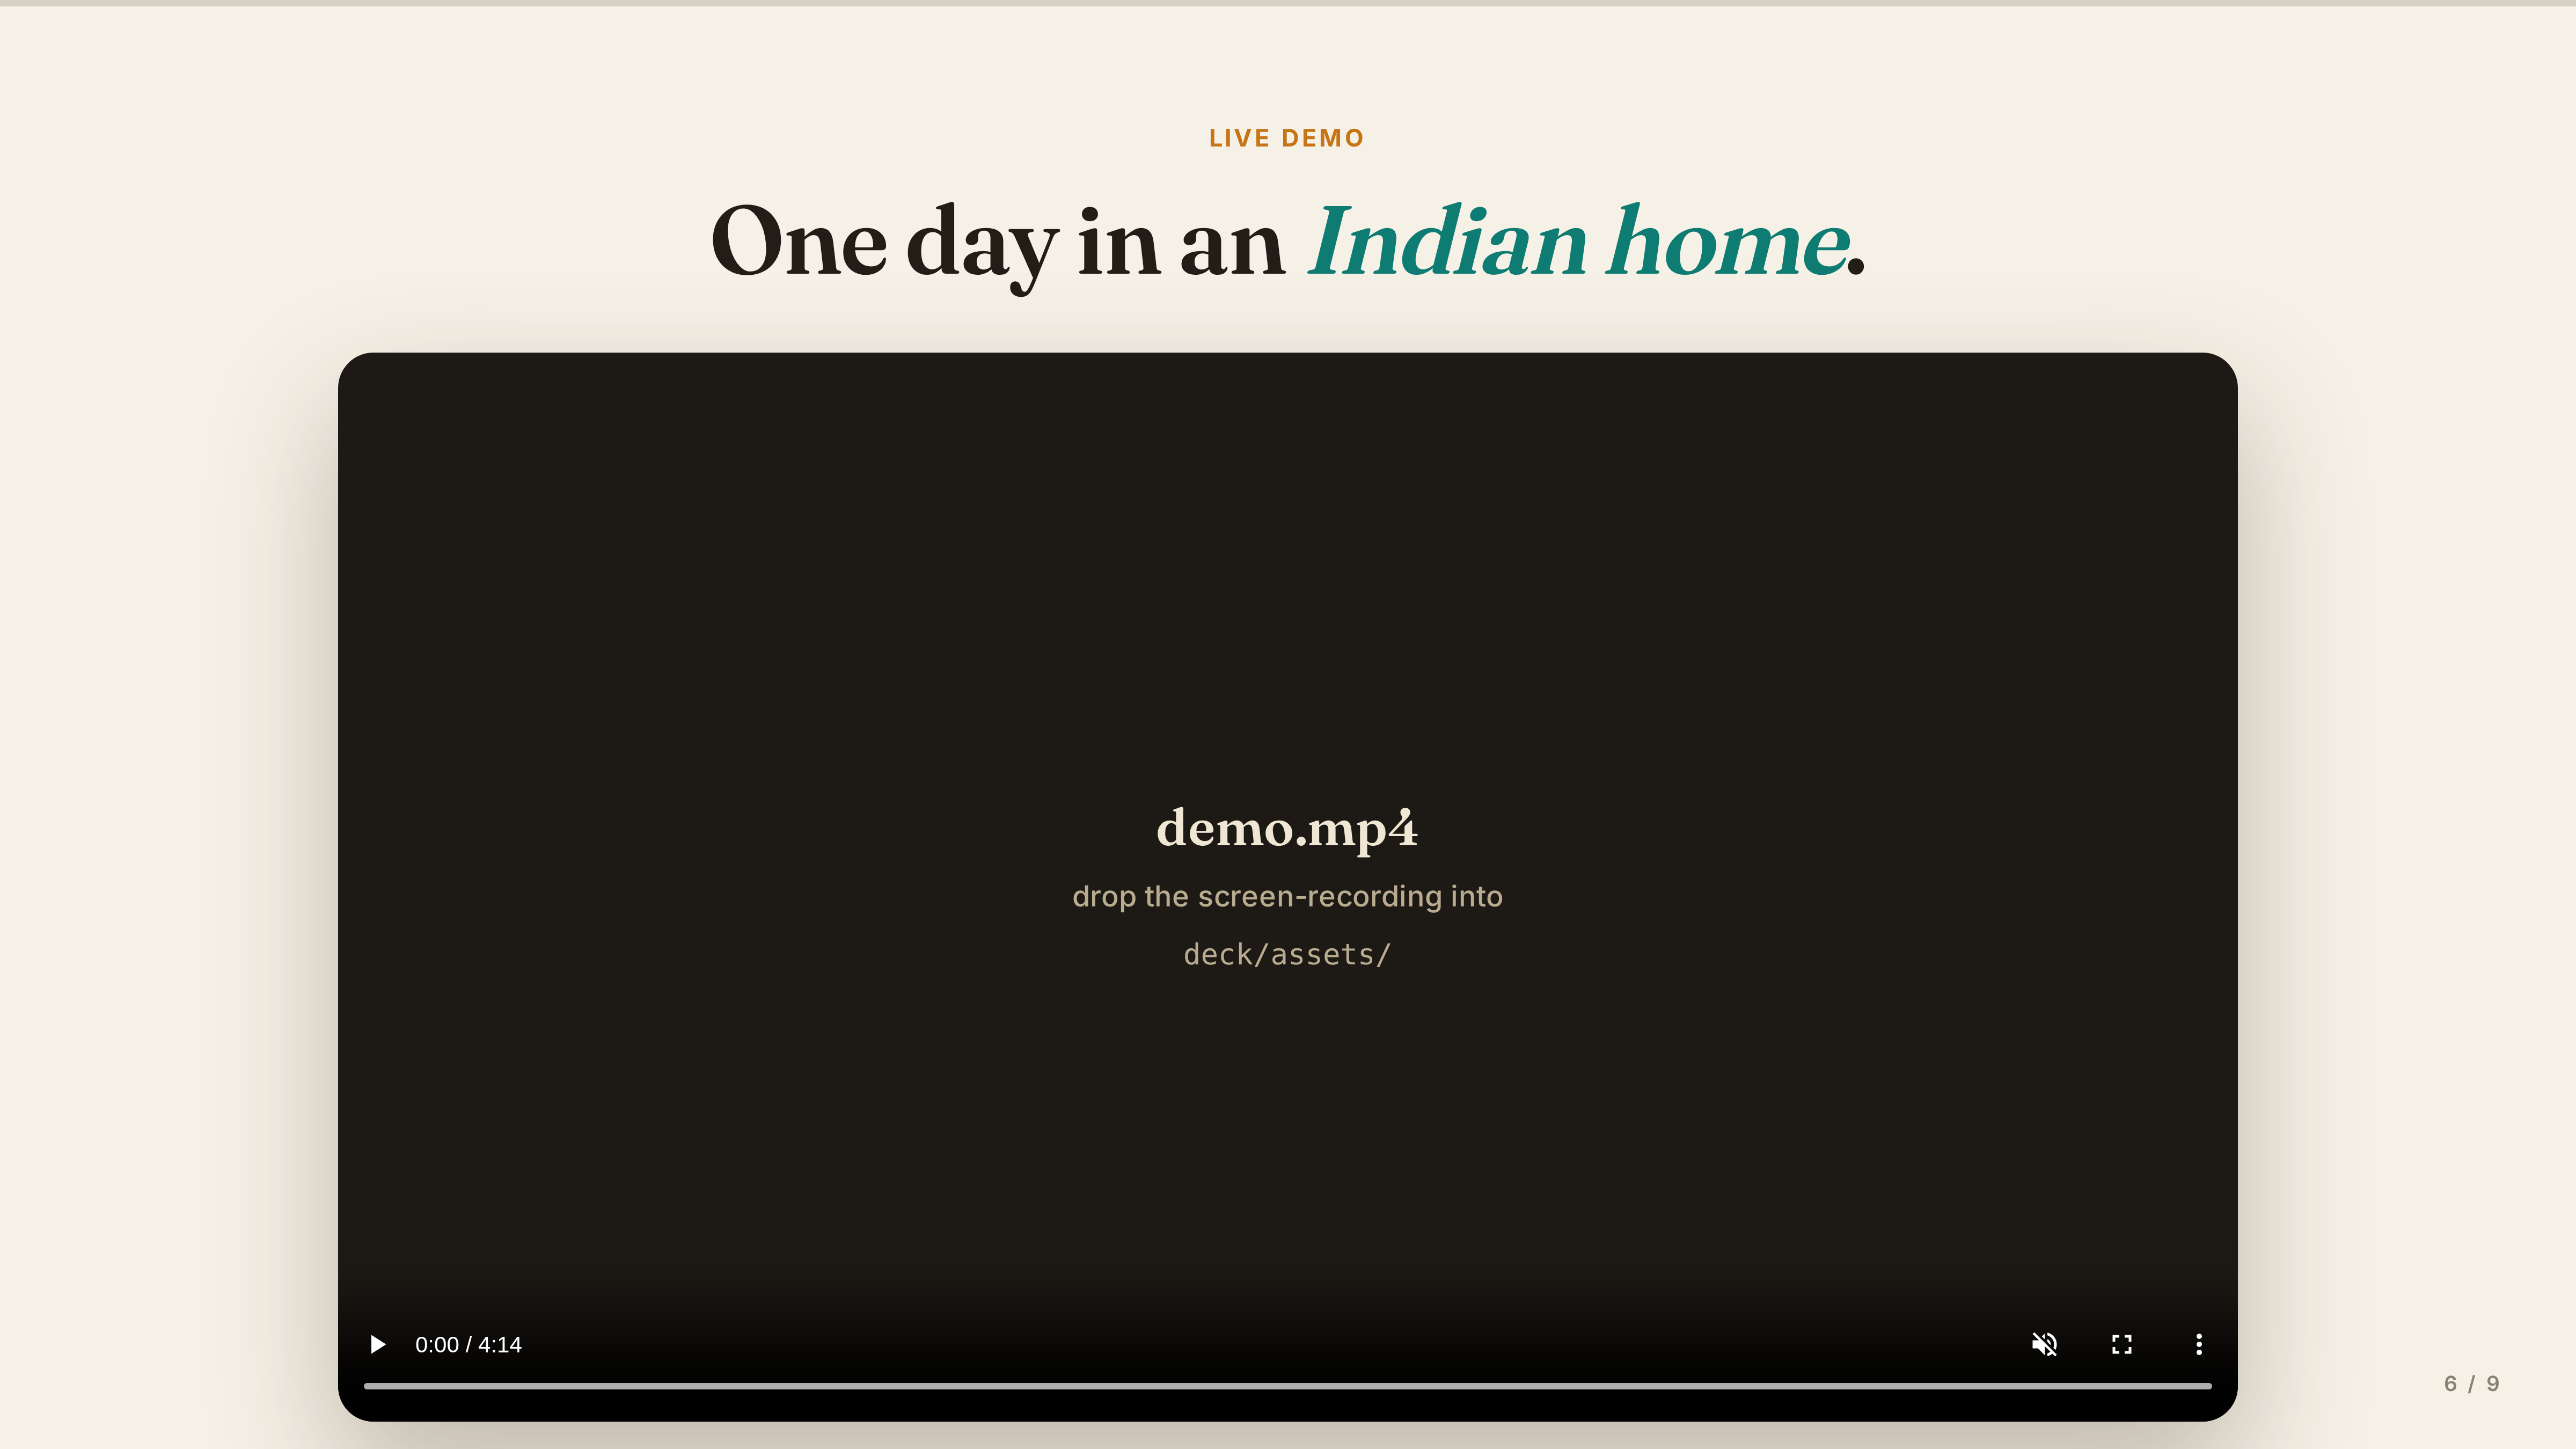 LIVE DEMO
One day in an Indian home.
demo.mp4
drop the screen-recording into
deck/assets/
0:00 / 4:14
6 / 9